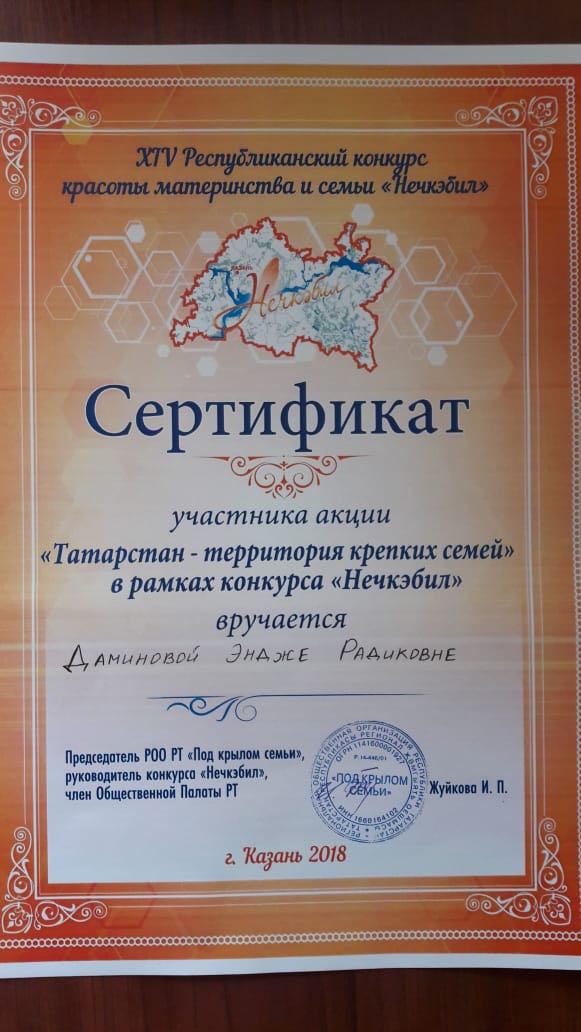 XIV Республиканский конкурс
красоты материнства и семьи «Нечкэбил»
КАЗАНЬ
Нечкэбил
Сертификат
участника акции
«Татарстан - территория крепких семей»
в рамках конкурса «Нечкэбил»
вручается
Даминовой Эндже Радиковне
Председатель РОО РТ «Под крылом семьи»,
руководитель конкурса «Нечкэбил»,
член Общественной Палаты РТ
«ПОД КРЫЛОМ
СЕМЬИ»
Жуйкова И. П.
г. Казань 2018